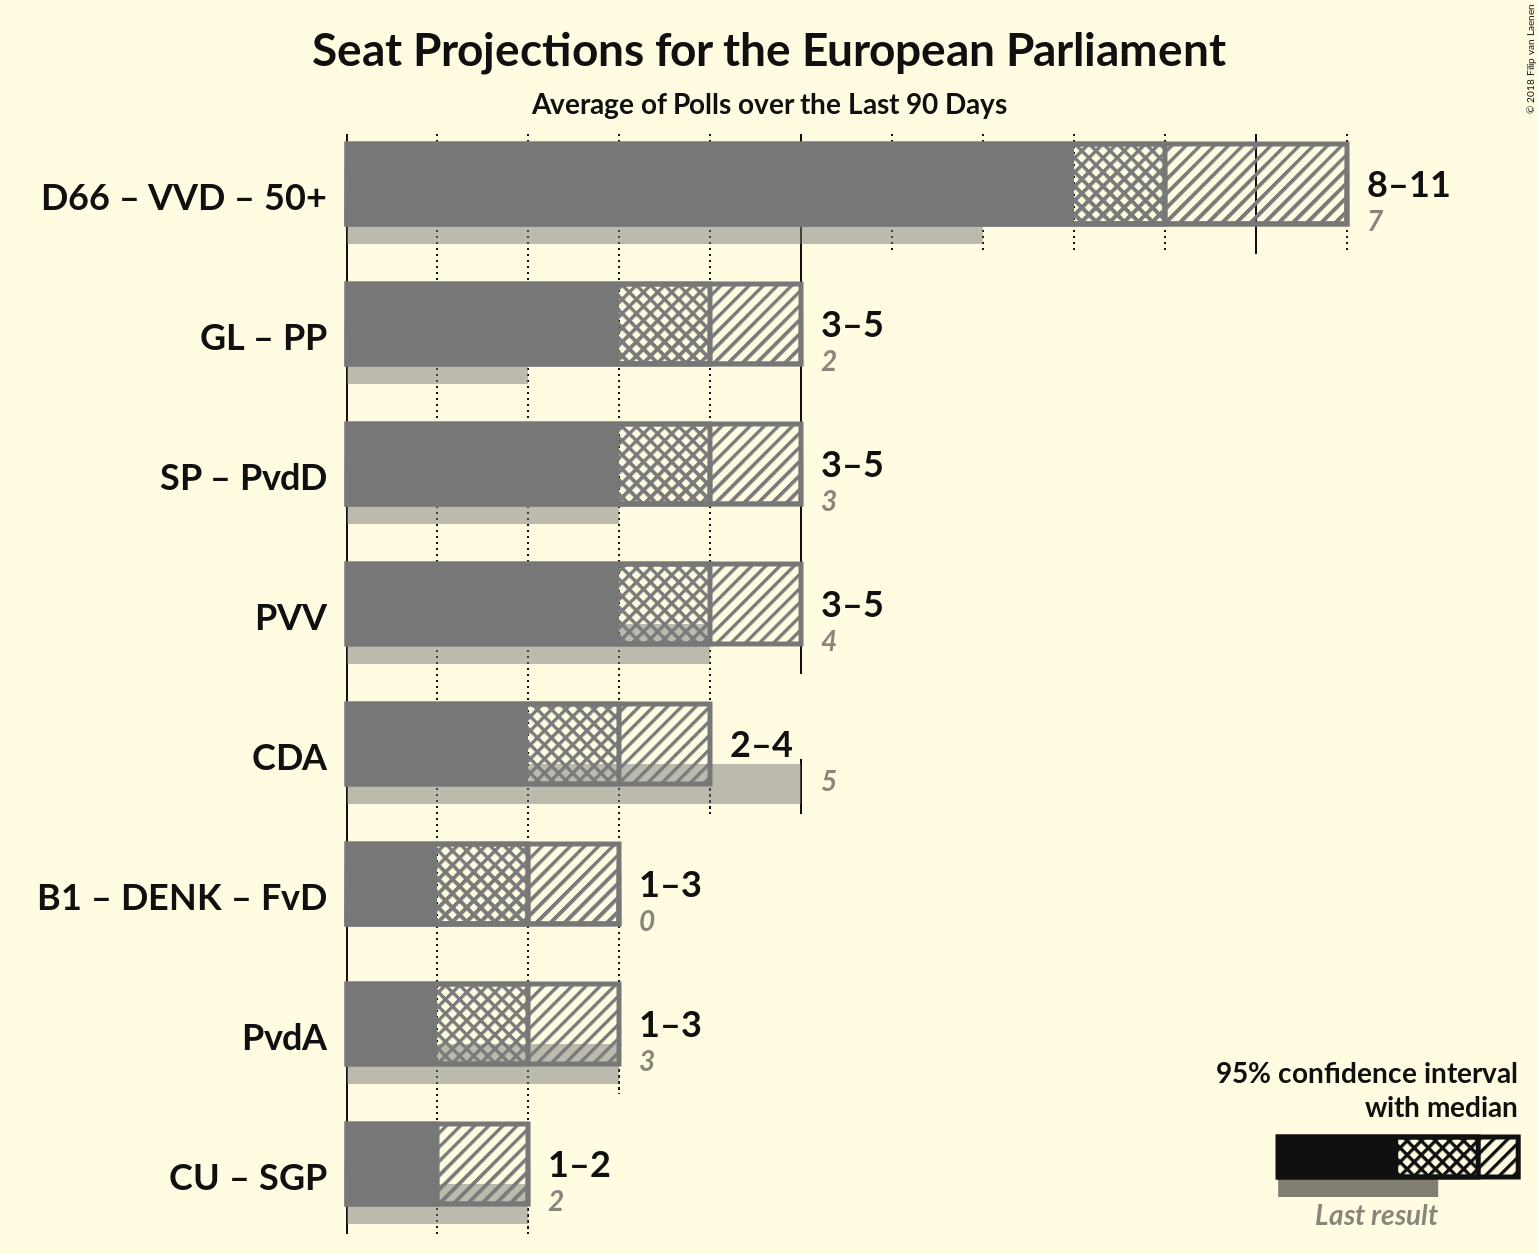 Seat Projections for the European Parliament
Average of Polls over the Last 90 Days
© 2018 Filip van Laenen
D66 – VVD – 50+
8–11
7
GL – PP
3–5
2
SP – PvdD
3–5
3
PVV
3–5
4
CDA
2–4
5
B1 – DENK – FvD
1–3
0
PvdA
1–3
3
CU – SGP
1–2
2
95% confidence interval
with median
Last result